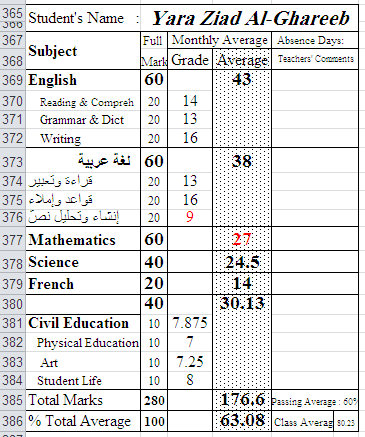 365 Student's Name : Yara Ziad Al-Ghareeb
366
367 Subject Full Monthly Average Absence Days:
368 Mark Grade Average Teachers' Comments
369 English 60 43
370 Reading & Compreh 20 14
371 Grammar & Dict 20 13
372 Writing 20 16
373 لغة عربية 60 38
374 قراءة وتعبير 20 13
375 قواعد وإملاء 20 16
376 إنشاء وتحليل نصّ 20 9
377 Mathematics 60 27
378 Science 40 24.5
379 French 20 14
380 40 30.13
381 Civil Education 10 7.875
382 Physical Education 10 7
383 Art 10 7.25
384 Student Life 10 8
385 Total Marks 280 176.6 Passing Average : 60%
386 % Total Average 100 63.08 Class Averag